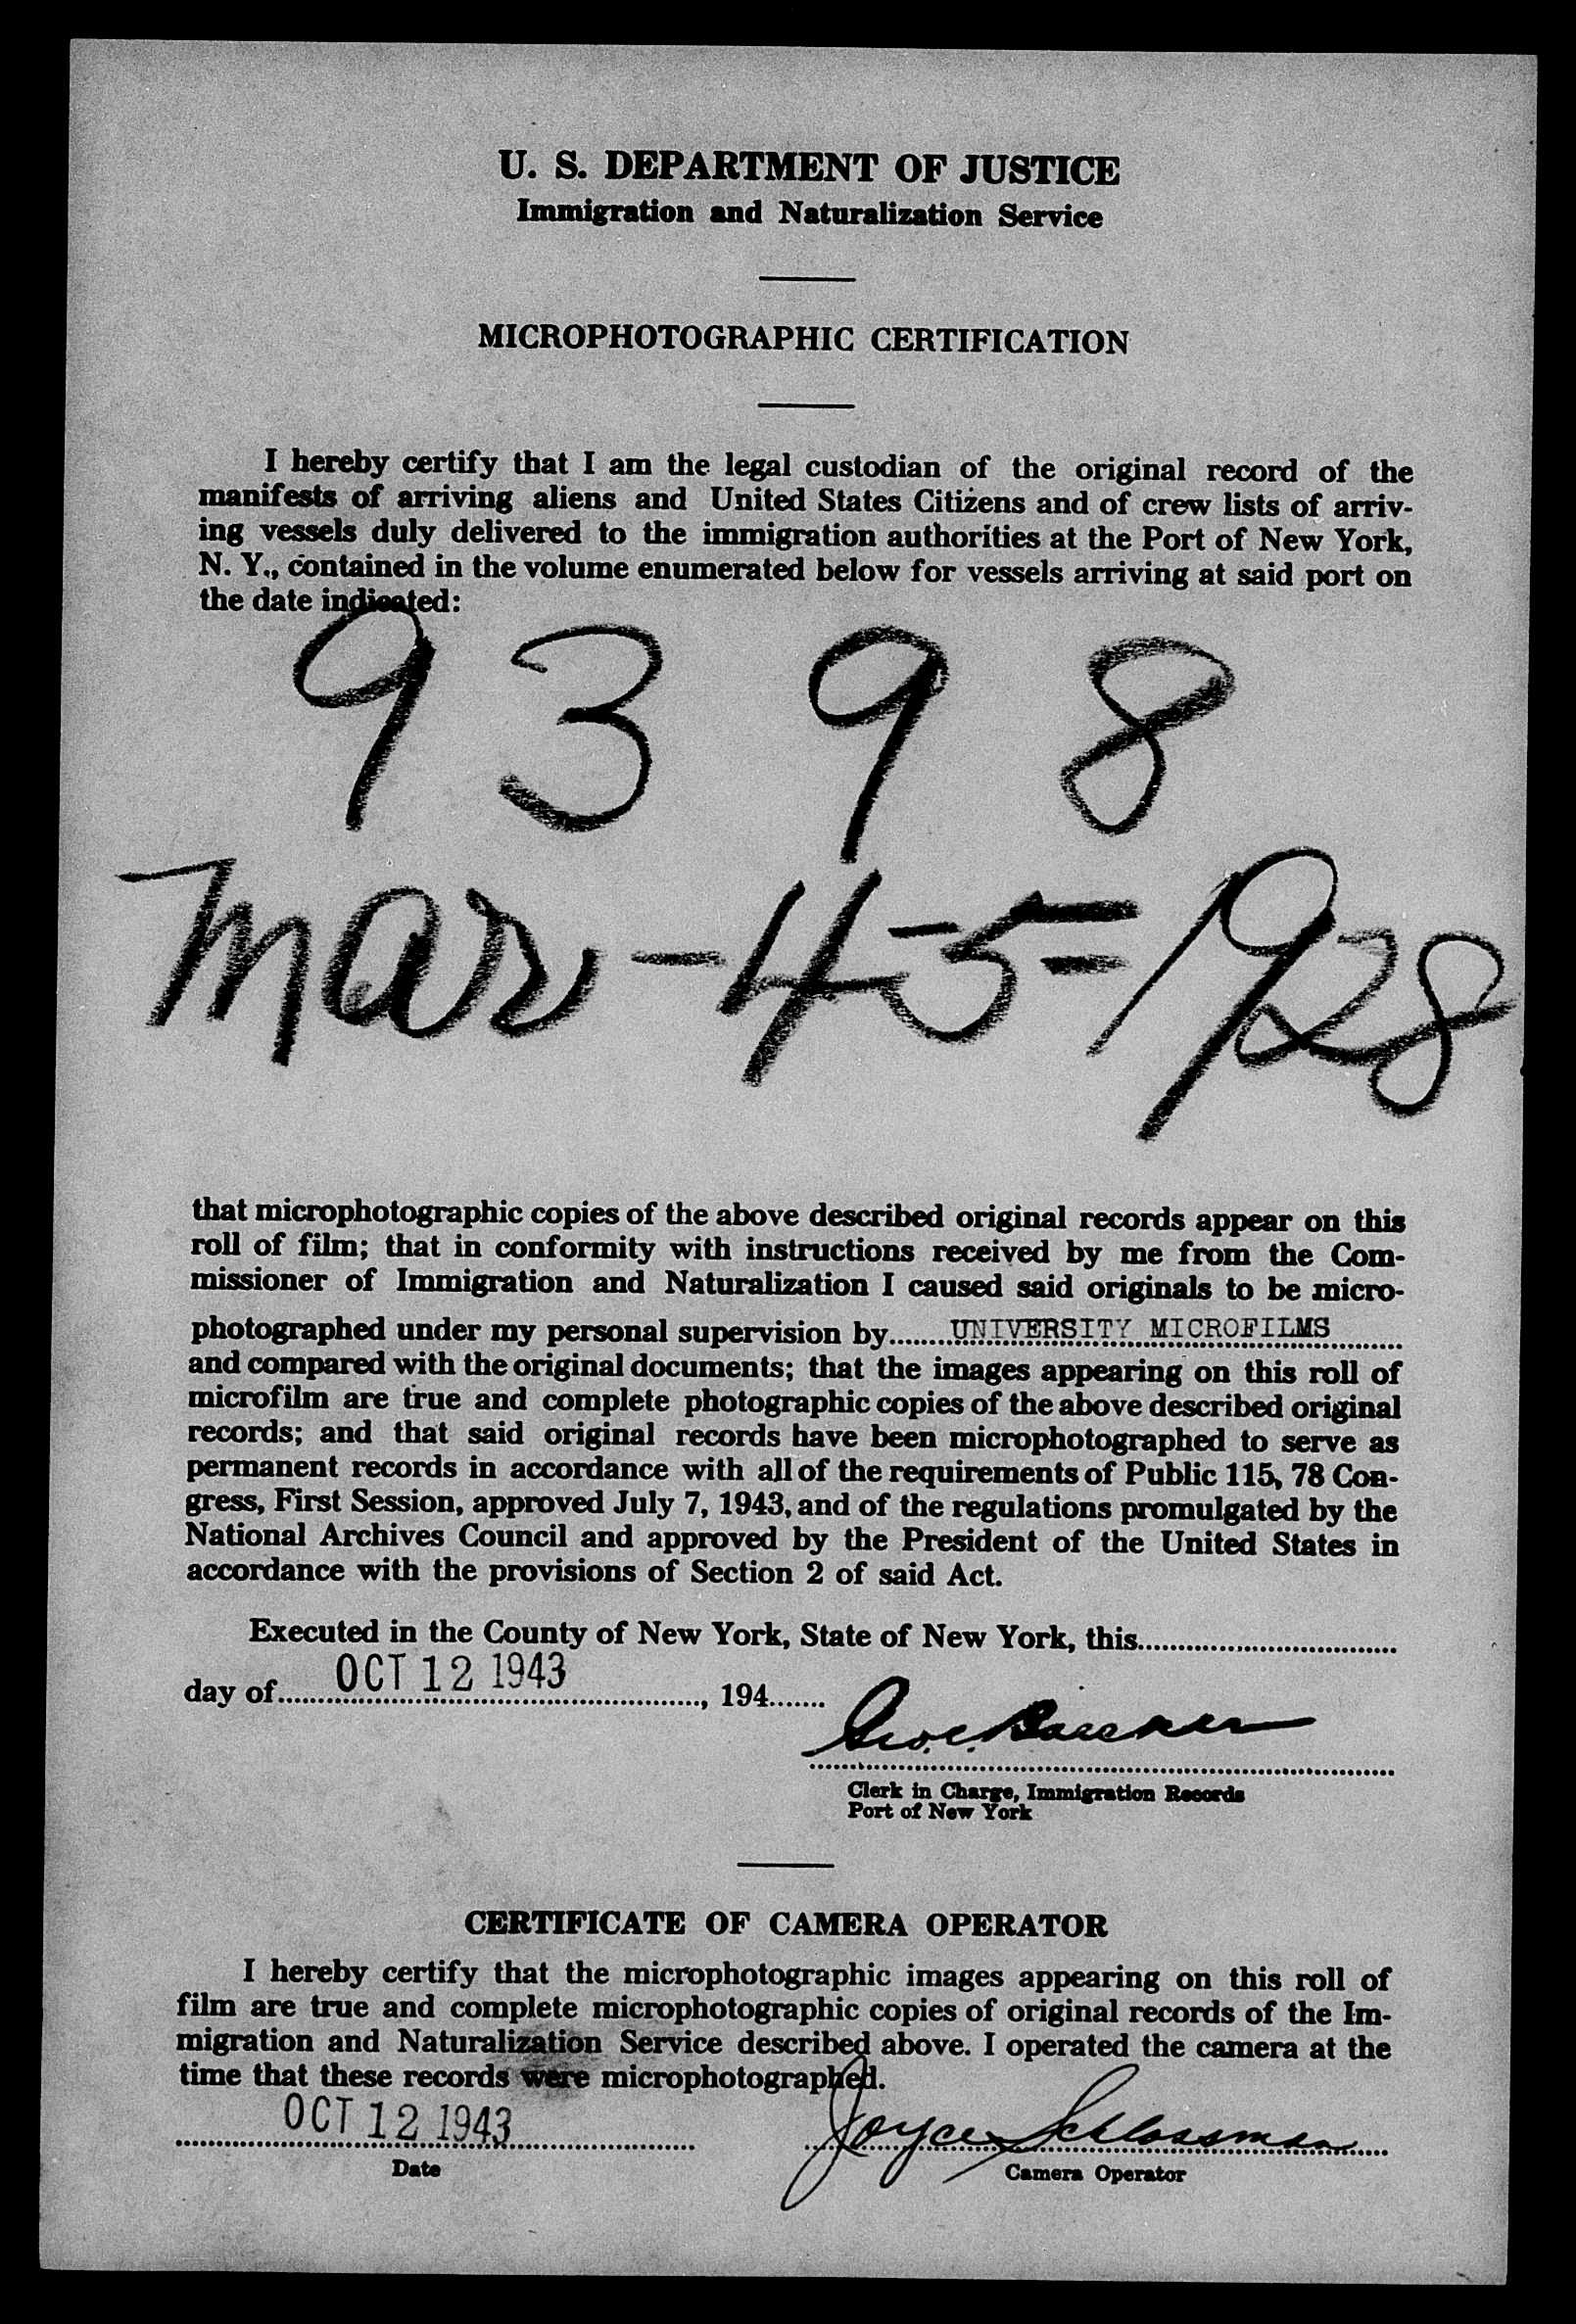 U. S. DEPARTMENT OF JUSTICE
Immigration and Naturalization Service
MICROPHOTOGRAPHIC CERTIFICATION
I hereby certify that I am the legal custodian of the original record of the
manifests of arriving aliens and United States Citizens and of crew lists of arriv-
ing vessels duly delivered to the immigration authorities at the Port of New York,
N. Y., contained in the volume enumerated below for vessels arriving at said port on
the date indicated:
9398
Mar - 4-5-1928
that microphotographic copies of the above described original records appear on this
roll of film; that in conformity with instructions received by me from the Com-
missioner of Immigration and Naturalization I caused said originals to be micro-
photographed under my personal supervision by........UNIVERSITY MICROFILMS........
and compared with the original documents; that the images appearing on this roll of
microfilm are true and complete photographic copies of the above described original
records; and that said original records have been microphotographed to serve as
permanent records in accordance with all of the requirements of Public 115, 78 Con-
gress, First Session, approved July 7, 1943, and of the regulations promulgated by the
National Archives Council and approved by the President of the United States in
accordance with the provisions of Section 2 of said Act.
Executed in the County of New York, State of New York, this................................
day of........OCT 12 1943................, 194.......
Geo. C.
Clerk in Charge, Immigration Records
Port of New York
CERTIFICATE OF CAMERA OPERATOR
I hereby certify that the microphotographic images appearing on this roll of
film are true and complete microphotographic copies of original records of the Im-
migration and Naturalization Service described above. I operated the camera at the
time that these records were microphotographed.
OCT 12 1943 Joyce Schlossman
Date Camera Operator